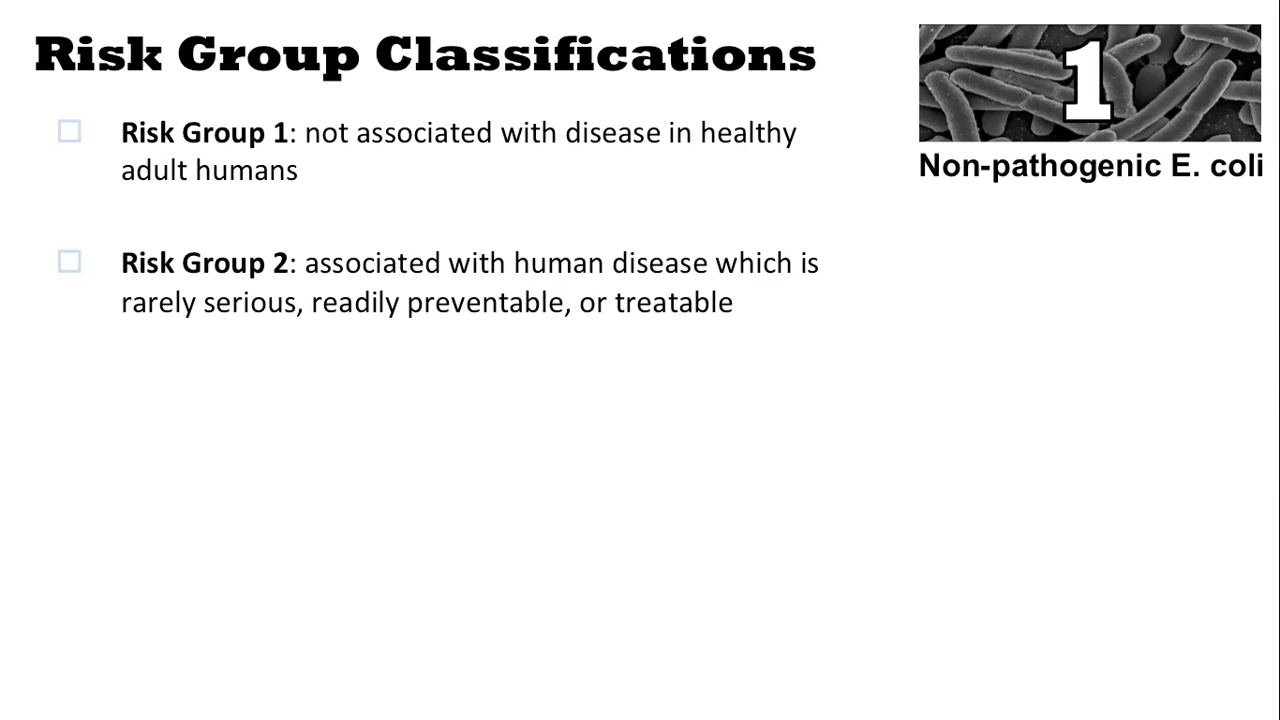 Risk Group Classifications
1
Non-pathogenic E. coli
Risk Group 1: not associated with disease in healthy
adult humans
Risk Group 2: associated with human disease which is
rarely serious, readily preventable, or treatable